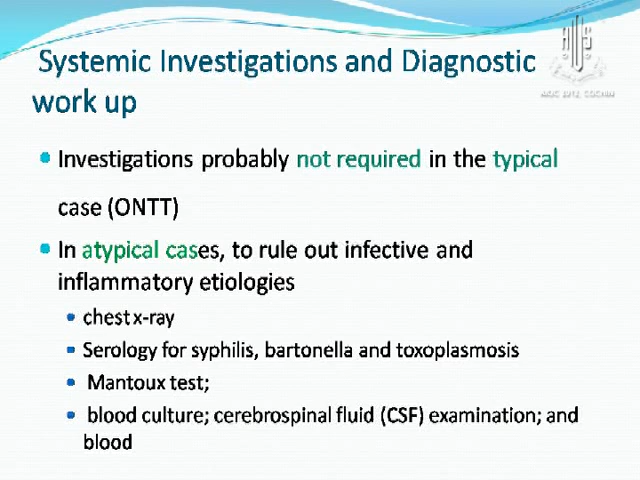 Systemic Investigations and Diagnostic
work up
AIOC 2012, COCHIN
Investigations probably not required in the typical
case (ONTT)
In atypical cases, to rule out infective and
inflammatory etiologies
chest x-ray
Serology for syphilis, bartonella and toxoplasmosis
Mantoux test;
blood culture; cerebrospinal fluid (CSF) examination; and
blood